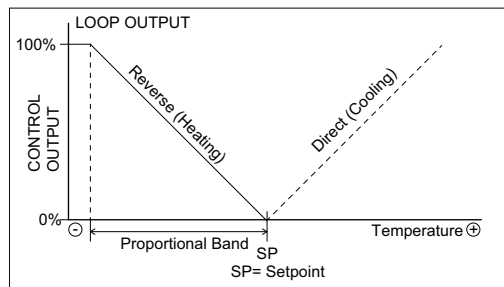 LOOP OUTPUT
100%
CONTROL OUTPUT
Reverse (Heating)
Direct (Cooling)
0%
-
Proportional Band
SP
Temperature +
SP= Setpoint